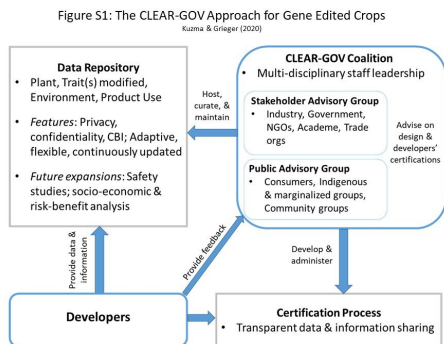 Figure S1: The CLEAR-GOV Approach for Gene Edited Crops
Kuzma & Grieger (2020)
Data Repository
• Plant, Trait(s) modified,
Environment, Product Use
• Features: Privacy,
confidentiality, CBI; Adaptive,
flexible, continuously updated
• Future expansions: Safety
studies; socio-economic &
risk-benefit analysis
Host,
curate, &
maintain
CLEAR-GOV Coalition
• Multi-disciplinary staff leadership
Stakeholder Advisory Group
• Industry, Government,
NGOs, Academe, Trade
orgs
Public Advisory Group
• Consumers, Indigenous
& marginalized groups,
Community groups
Advise on
design &
developers'
certifications
Provide data &
information
Provide feedback
Develop &
administer
Developers
Certification Process
• Transparent data & information sharing